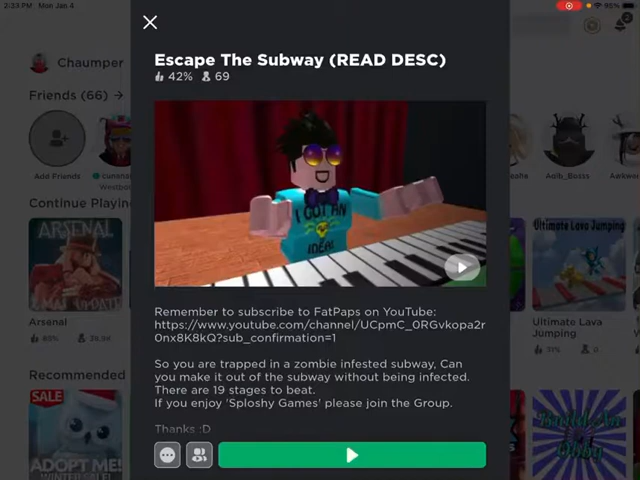 2:33 PM Mon Jan 4
95%
Escape The Subway (READ DESC)
42% 69
Chaumper
Friends (66) →
Add Friends
Aqib_Bosss
Continue Playin
ARSENAL
Arsenal
I GOT AN
IDEA!
Ultimate Lava Jumping
Ultimate Lava
Jumping
Remember to subscribe to FatPaps on YouTube:
https://www.youtube.com/channel/UCpmC_0RGvkopa2r
0nx8K8kQ?sub_confirmation=1
So you are trapped in a zombie infested subway, Can
you make it out of the subway without being infected.
There are 19 stages to beat.
If you enjoy 'Sploshy Games' please join the Group.
Thanks :D
Recommended
SALE
ADOPT ME!